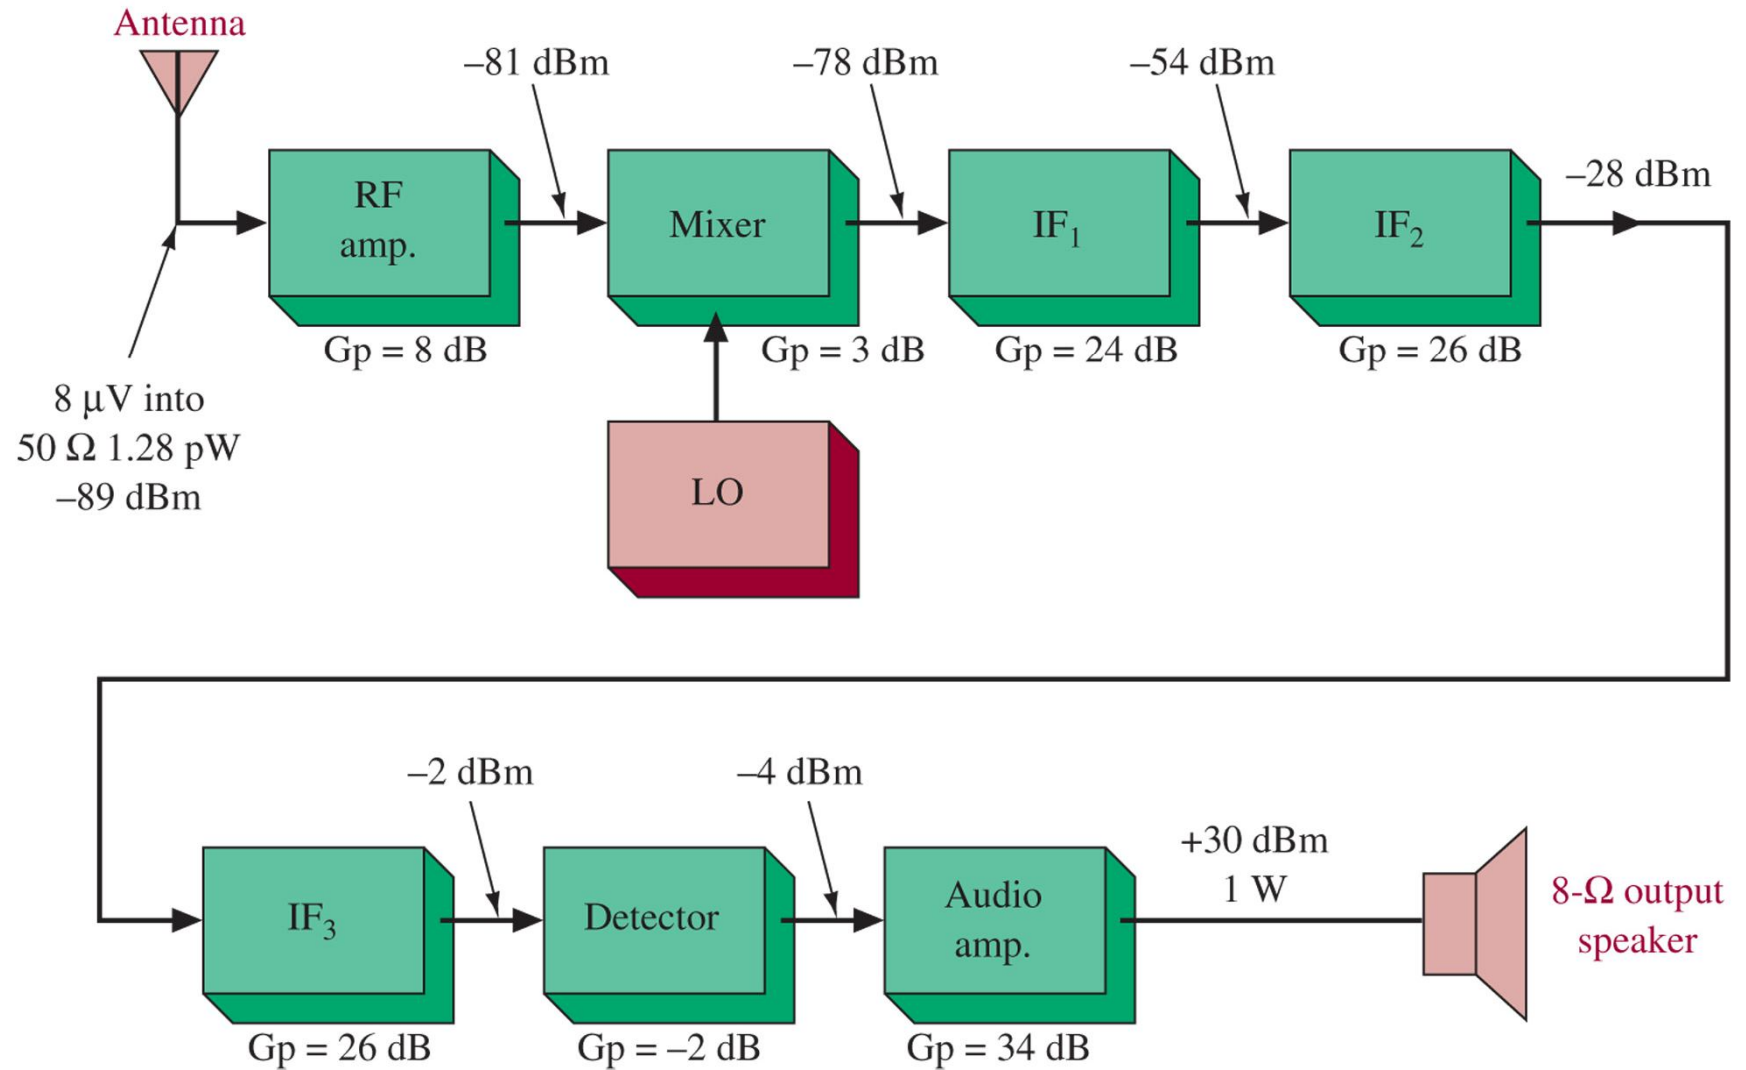 Antenna
–81 dBm
–78 dBm
–54 dBm
–28 dBm
RF
amp.
Mixer
IF₁
IF₂
Gp = 8 dB
Gp = 3 dB
Gp = 24 dB
Gp = 26 dB
8 μV into
50 Ω 1.28 pW
–89 dBm
LO
–2 dBm
–4 dBm
+30 dBm
1 W
IF₃
Detector
Audio
amp.
8-Ω output
speaker
Gp = 26 dB
Gp = –2 dB
Gp = 34 dB